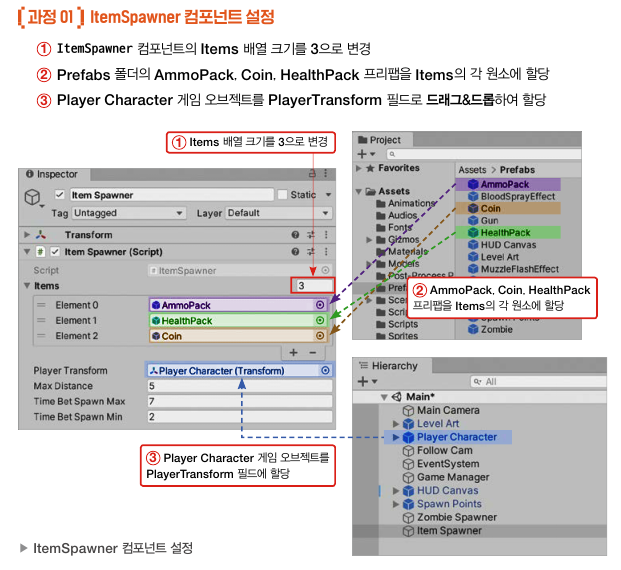 [과정 01] ItemSpawner 컴포넌트 설정
① ItemSpawner 컴포넌트의 Items 배열 크기를 3으로 변경
② Prefabs 폴더의 AmmoPack, Coin, HealthPack 프리팹을 Items의 각 원소에 할당
③ Player Character 게임 오브젝트를 PlayerTransform 필드로 드래그&드롭하여 할당
① Items 배열 크기를 3으로 변경
Inspector
Item Spawner
Static
Tag Untagged
Layer Default
Transform
Item Spawner (Script)
Script
ItemSpawner
Items
3
Element 0
AmmoPack
Element 1
HealthPack
Element 2
Coin
+ −
Player Transform
Player Character (Transform)
Max Distance
5
Time Bet Spawn Max
7
Time Bet Spawn Min
2
③ Player Character 게임 오브젝트를
PlayerTransform 필드에 할당
Project
+
Favorites
Assets
Animations
Audios
Fonts
Gizmos
Materials
Models
Post-Process P
Pref
Scen
Scripts
Scripts
Sprites
Assets > Prefabs
AmmoPack
BloodSprayEffect
Coin
Gun
HealthPack
HUD Canvas
Level Art
MuzzleFlashEffect
② AmmoPack, Coin, HealthPack
프리팹을 Items의 각 원소에 할당
Spawn Points
Zombie
Hierarchy
+
All
Main*
Main Camera
Level Art
Player Character
Follow Cam
EventSystem
Game Manager
HUD Canvas
Spawn Points
Zombie Spawner
Item Spawner
▶ ItemSpawner 컴포넌트 설정